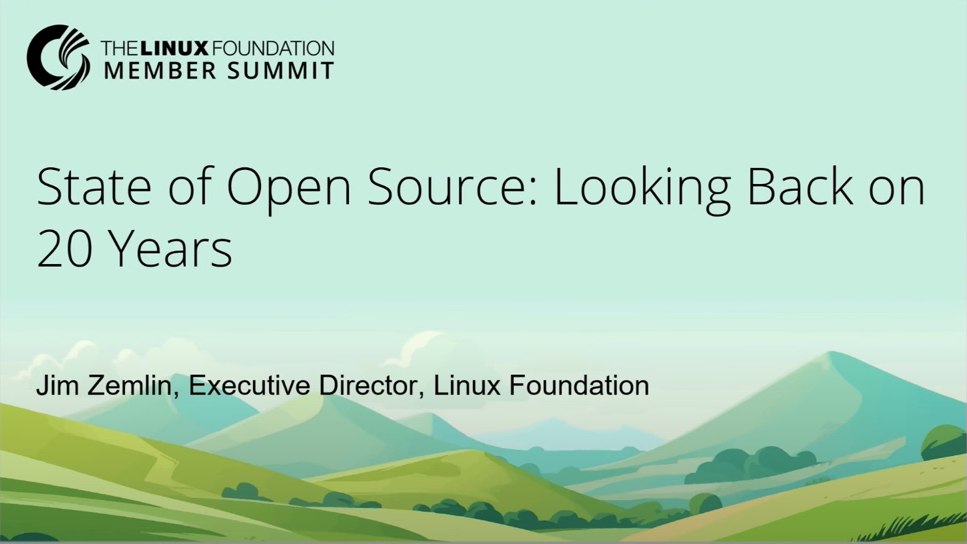 THE LINUX FOUNDATION
MEMBER SUMMIT
State of Open Source: Looking Back on
20 Years
Jim Zemlin, Executive Director, Linux Foundation